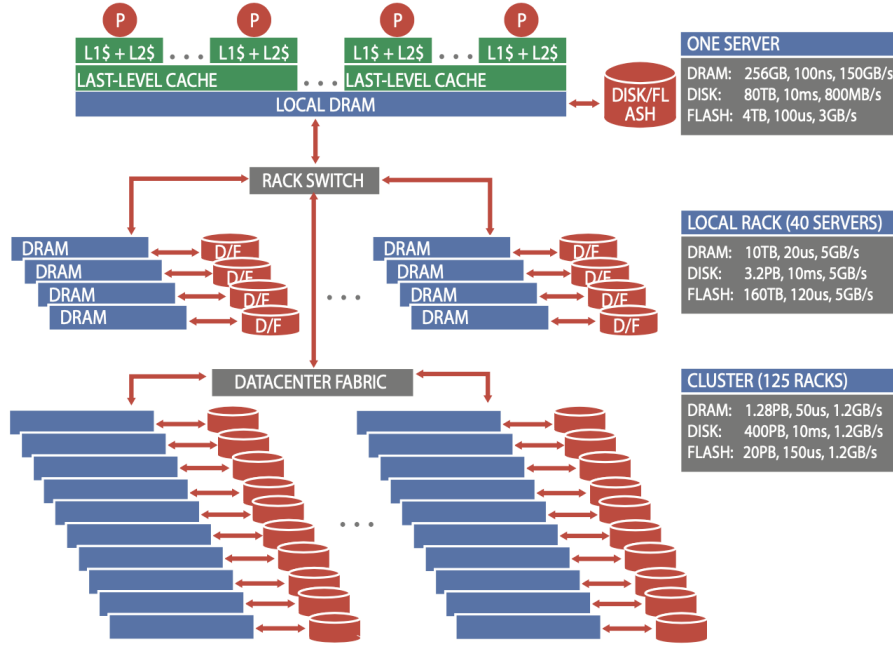 P P P P
L1$ + L2$ L1$ + L2$ L1$ + L2$ L1$ + L2$
LAST-LEVEL CACHE LAST-LEVEL CACHE
LOCAL DRAM
DISK/FL
ASH
ONE SERVER
DRAM: 256GB, 100ns, 150GB/s
DISK: 80TB, 10ms, 800MB/s
FLASH: 4TB, 100us, 3GB/s
RACK SWITCH
DRAM D/F DRAM D/F
DRAM D/F DRAM D/F
DRAM D/F DRAM D/F
DRAM D/F DRAM D/F
LOCAL RACK (40 SERVERS)
DRAM: 10TB, 20us, 5GB/s
DISK: 3.2PB, 10ms, 5GB/s
FLASH: 160TB, 120us, 5GB/s
DATACENTER FABRIC
CLUSTER (125 RACKS)
DRAM: 1.28PB, 50us, 1.2GB/s
DISK: 400PB, 10ms, 1.2GB/s
FLASH: 20PB, 150us, 1.2GB/s